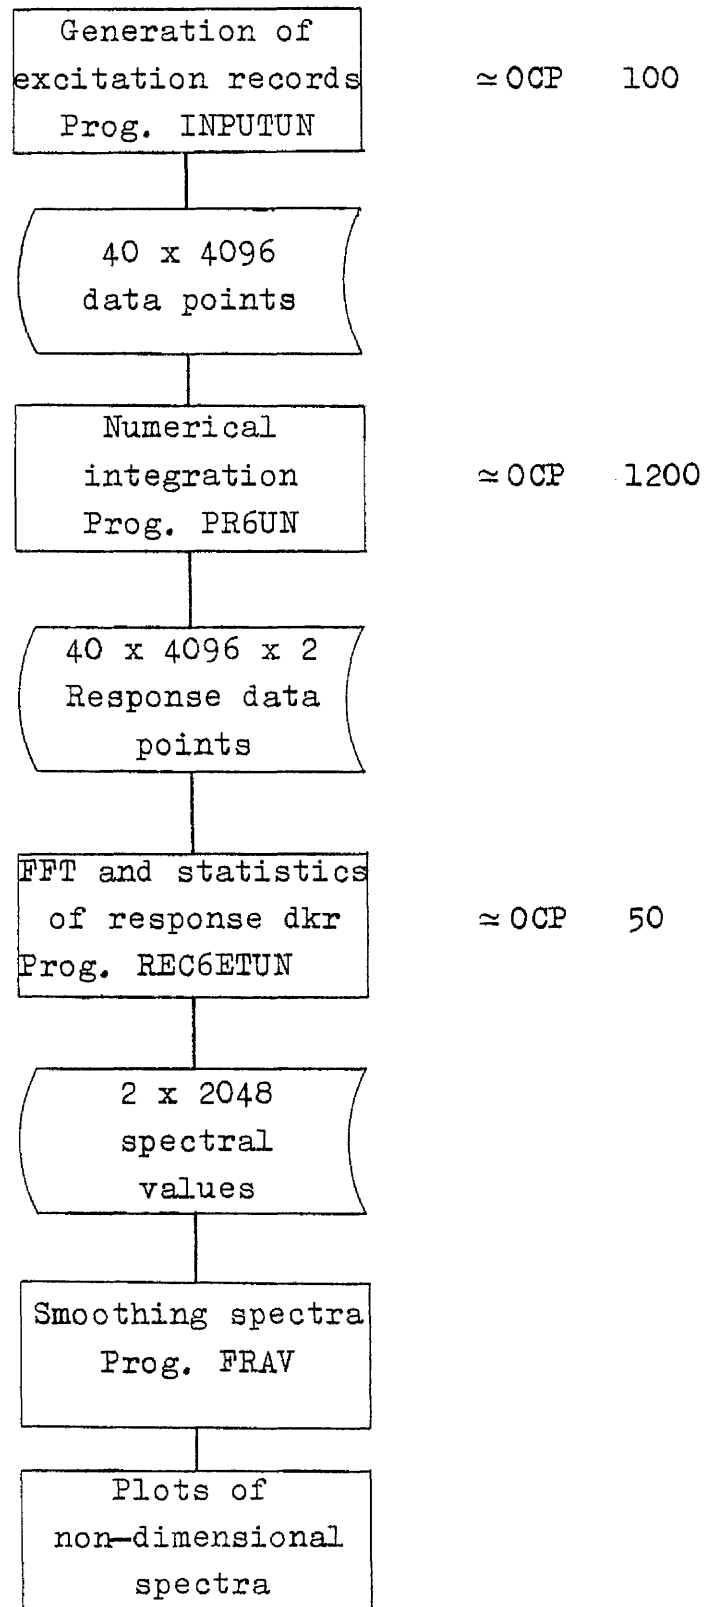 Generation of
excitation records
Prog. INPUTUN
≃ OCP 100
40 x 4096
data points
Numerical
integration
Prog. PR6UN
≃ OCP 1200
40 x 4096 x 2
Response data
points
FFT and statistics
of response dkr
Prog. REC6ETUN
≃ OCP 50
2 x 2048
spectral
values
Smoothing spectra
Prog. FRAV
Plots of
non-dimensional
spectra